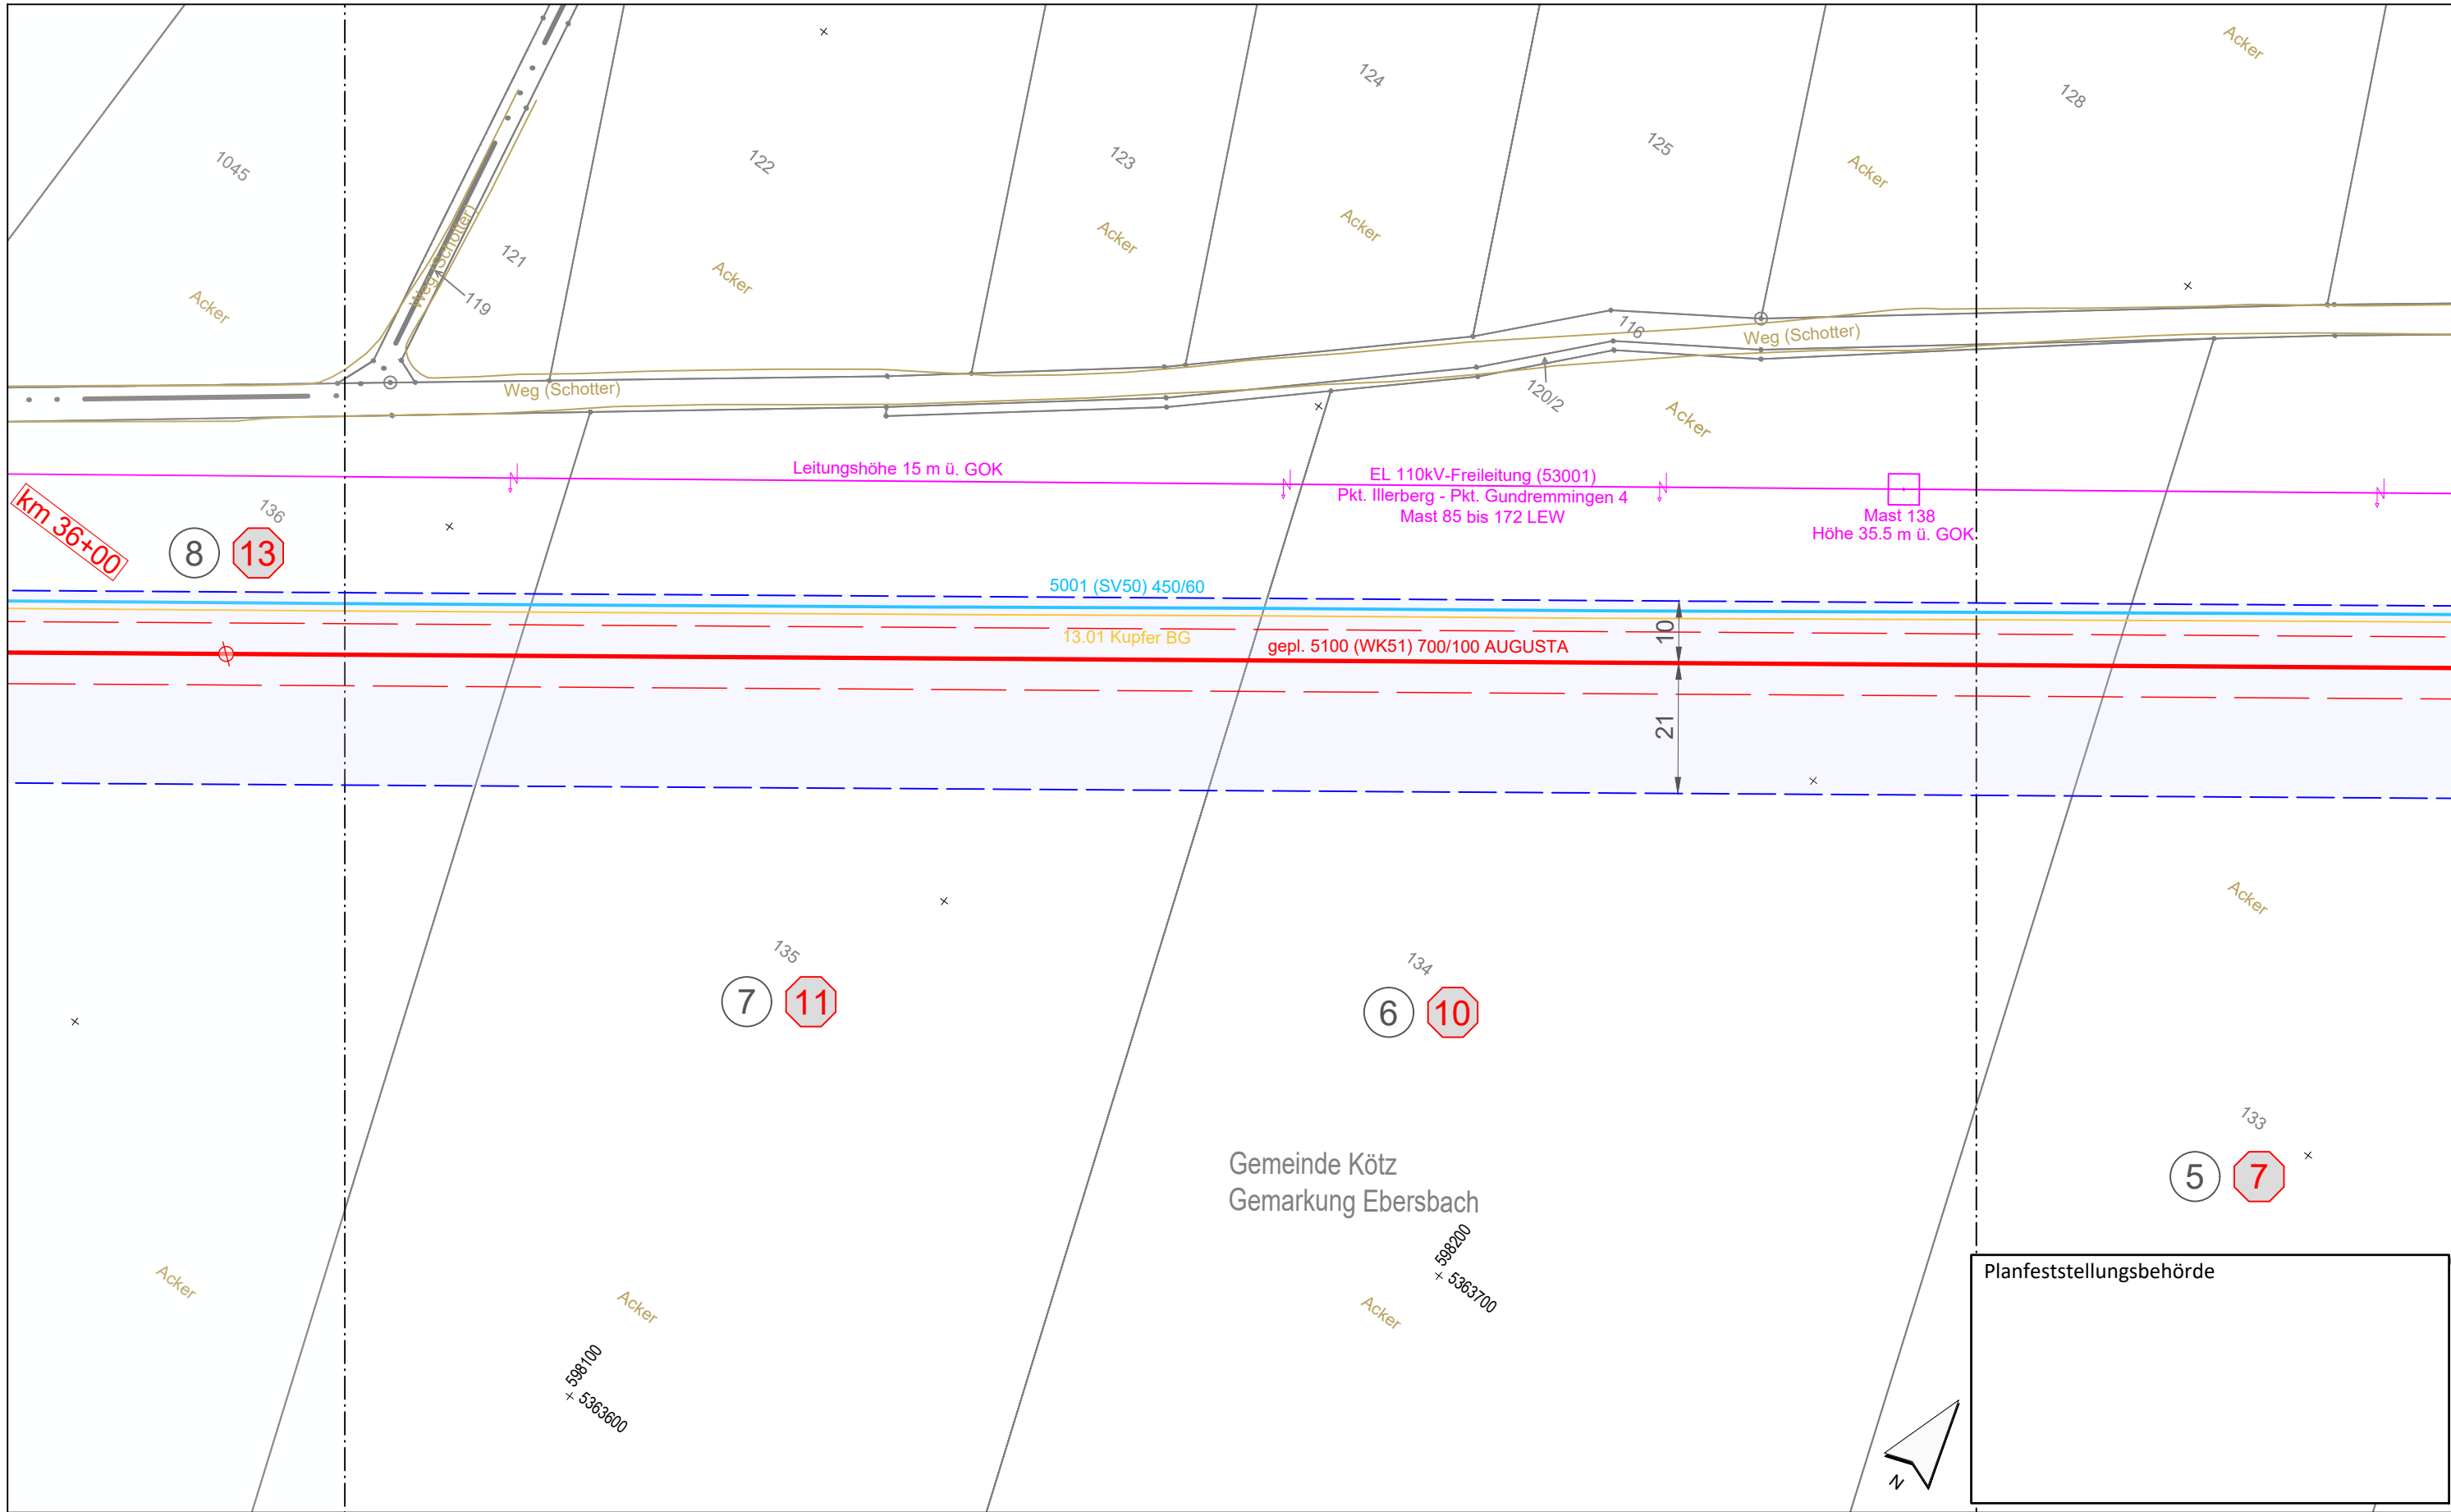 Acker
124
128
125
1045
122
123
Acker
Weg (Schotter)
121
Acker
Acker
Acker
Acker
119
116
Weg (Schotter)
Weg (Schotter)
120/2
Acker
Leitungshöhe 15 m ü. GOK
EL 110kV-Freileitung (53001)
Pkt. Illerberg - Pkt. Gundremmingen 4
Mast 85 bis 172 LEW
Mast 138
Höhe 35.5 m ü. GOK
km 36+00
136
8 13
5001 (SV50) 450/60
13.01 Kupfer BG
gepl. 5100 (WK51) 700/100 AUGUSTA
10
21
Acker
135
7 11
134
6 10
133
5 7
Gemeinde Kötz
Gemarkung Ebersbach
598200
5363700
Acker
Acker
Acker
598100
5363600
N
Planfeststellungsbehörde